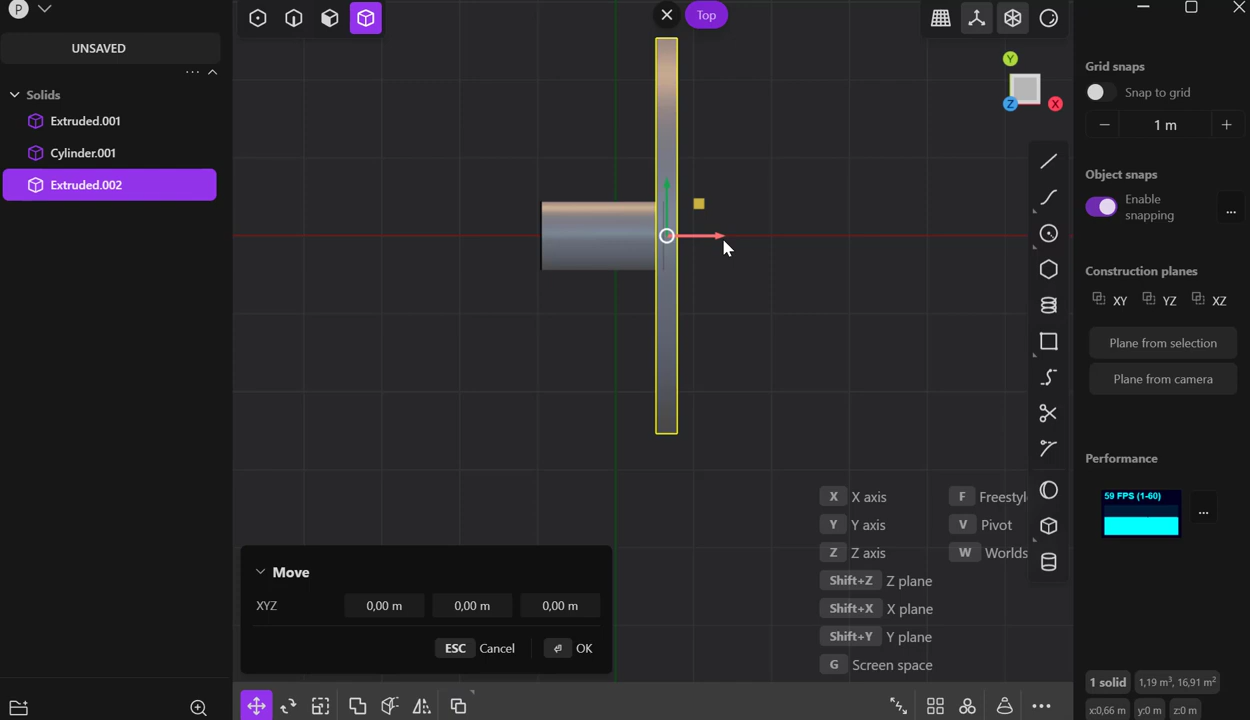 P
UNSAVED
...
Solids
Extruded.001
Cylinder.001
Extruded.002
Top
Y
Z
X
X X axis
Y Y axis
Z Z axis
Shift+Z Z plane
Shift+X X plane
Shift+Y Y plane
G Screen space
F Freestyl
V Pivot
W Worlds
Move
XYZ 0,00 m 0,00 m 0,00 m
ESC Cancel OK
Grid snaps
Snap to grid
− 1 m +
Object snaps
Enable
snapping
...
Construction planes
XY YZ XZ
Plane from selection
Plane from camera
Performance
59 FPS (1-60)
...
1 solid 1,19 m³, 16,91 m²
x:0,66 m y:0 m z:0 m